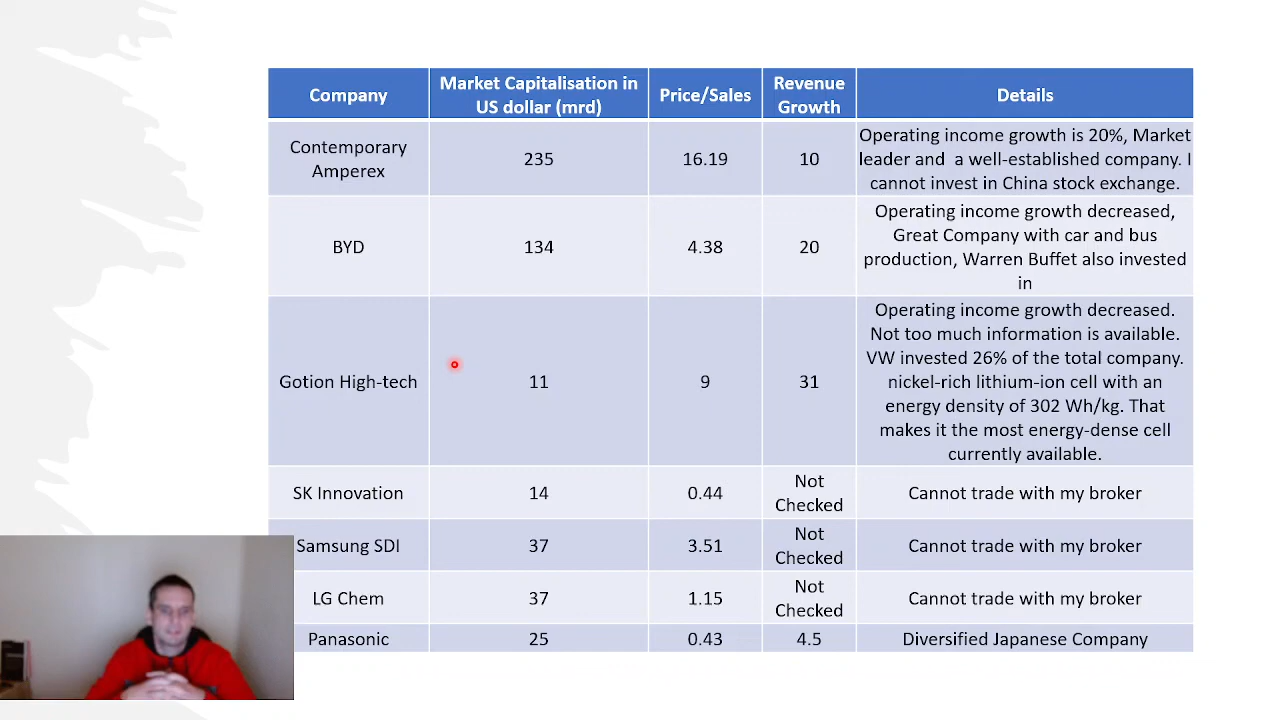 Company
Market Capitalisation in
US dollar (mrd)
Price/Sales
Revenue
Growth
Details
Contemporary
Amperex
235
16.19
10
Operating income growth is 20%, Market
leader and a well-established company. I
cannot invest in China stock exchange.
BYD
134
4.38
20
Operating income growth decreased,
Great Company with car and bus
production, Warren Buffet also invested
in
Gotion High-tech
11
9
31
Operating income growth decreased.
Not too much information is available.
VW invested 26% of the total company.
nickel-rich lithium-ion cell with an
energy density of 302 Wh/kg. That
makes it the most energy-dense cell
currently available.
SK Innovation
14
0.44
Not
Checked
Cannot trade with my broker
Samsung SDI
37
3.51
Not
Checked
Cannot trade with my broker
LG Chem
37
1.15
Not
Checked
Cannot trade with my broker
Panasonic
25
0.43
4.5
Diversified Japanese Company